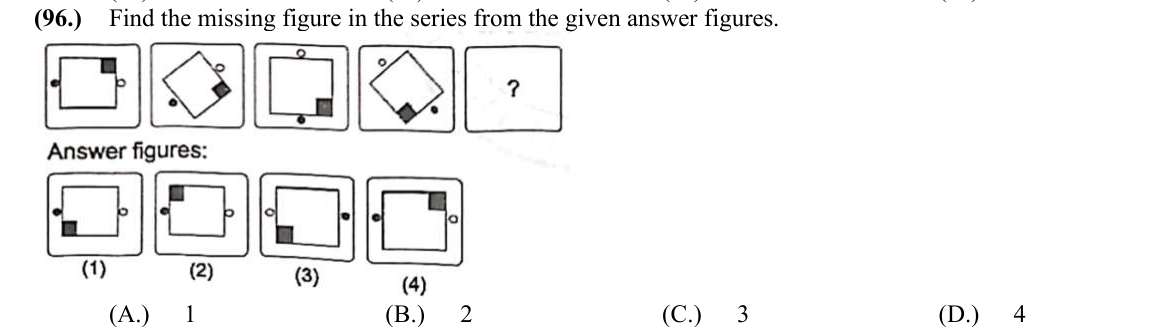 (96.) Find the missing figure in the series from the given answer figures.
?
Answer figures:
(1) (2) (3) (4)
(A.) 1 (B.) 2 (C.) 3 (D.) 4